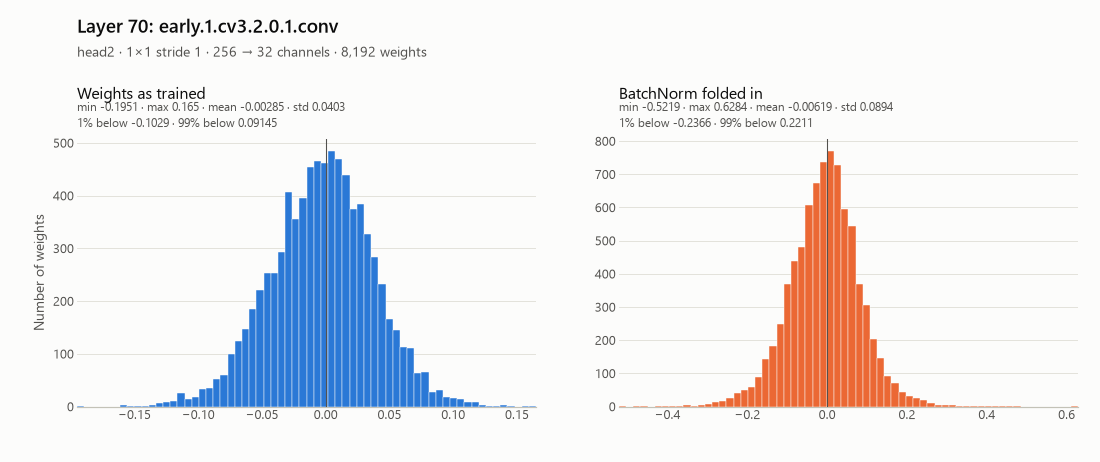 Layer 70: early.1.cv3.2.0.1.conv
head2 · 1×1 stride 1 · 256 → 32 channels · 8,192 weights
Weights as trained
min -0.1951 · max 0.165 · mean -0.00285 · std 0.0403
1% below -0.1029 · 99% below 0.09145
500
400
300
200
100
0
Number of weights
−0.15 −0.10 −0.05 0.00 0.05 0.10 0.15
BatchNorm folded in
min -0.5219 · max 0.6284 · mean -0.00619 · std 0.0894
1% below -0.2366 · 99% below 0.2211
800
700
600
500
400
300
200
100
0
−0.4 −0.2 0.0 0.2 0.4 0.6